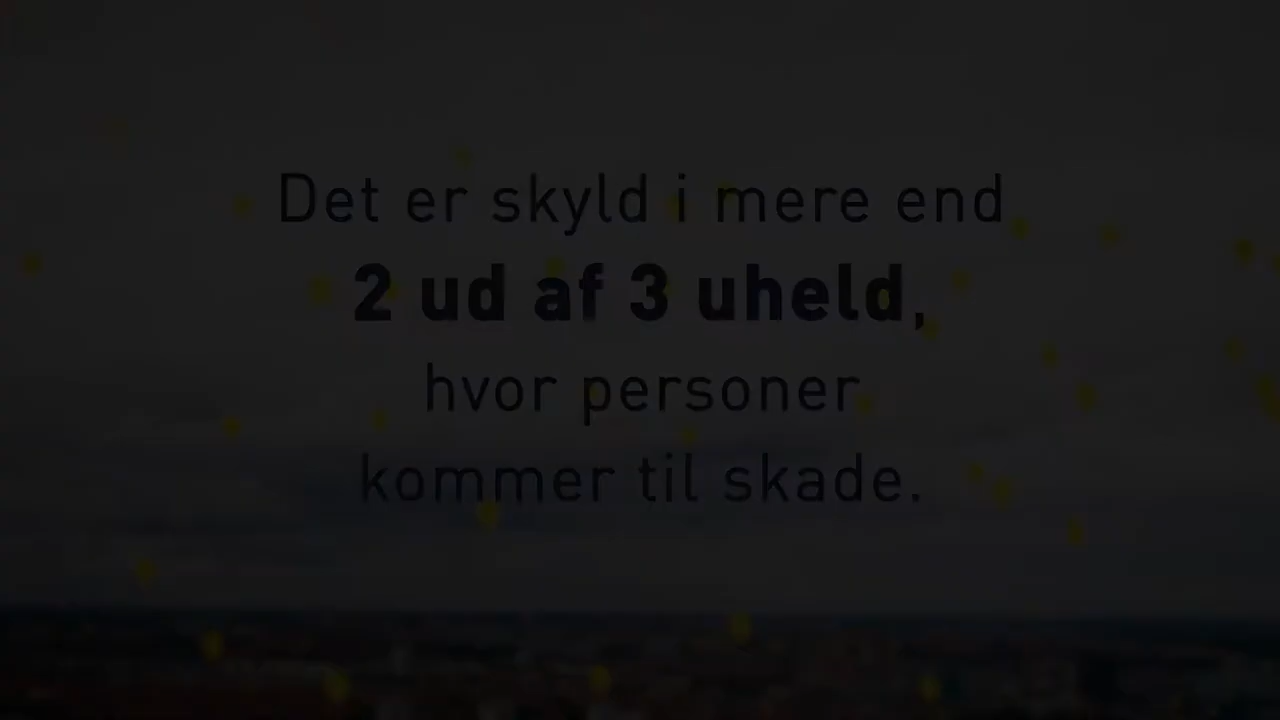 Det er skyld i mere end
2 ud af 3 uheld,
hvor personer
kommer til skade.